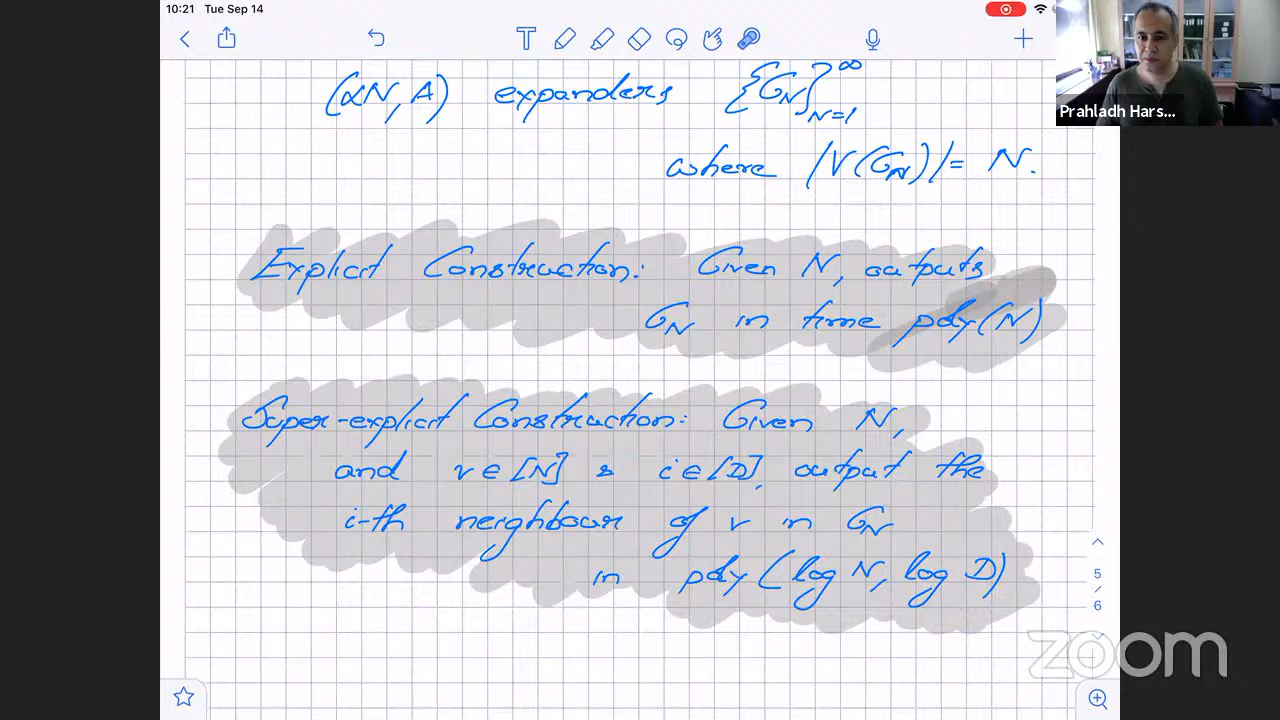 10:21 Tue Sep 14
(αN, A) expanders {G_N}_{N=1}^∞
where |V(G_N)| = N.
Explicit Construction: Given N, outputs
G_N in time poly(N)
Super-explicit Construction: Given N,
and v ∈ [N] & i ∈ [D], output the
i-th neighbour of v in G_N
in poly(log N, log D)
Prahladh Hars...
5
/
6
zoom